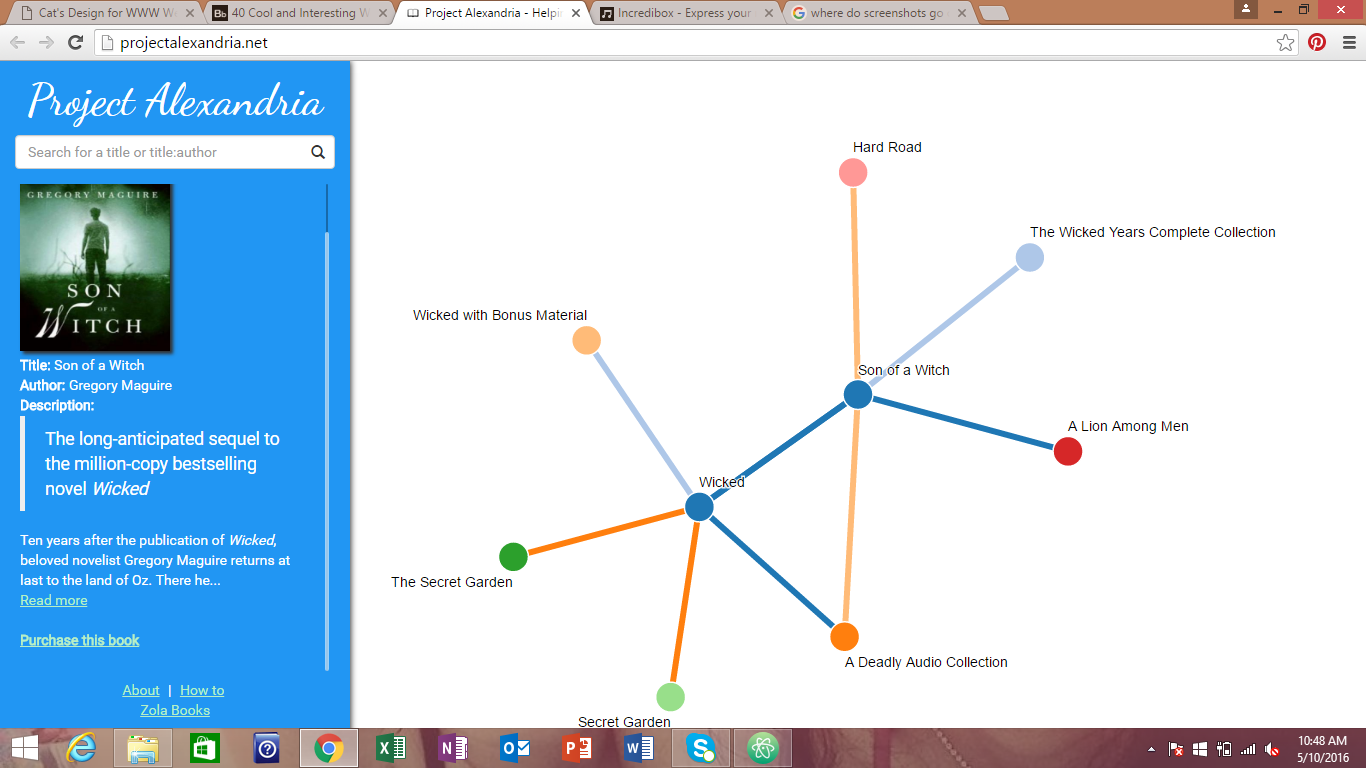 Cat's Design for WWW W
40 Cool and Interesting W
Project Alexandria - Helpi
Incredibox - Express your
where do screenshots go
projectalexandria.net
Project Alexandria
Search for a title or title:author
GREGORY MAGUIRE
SON
OF A
WITCH
Title: Son of a Witch
Author: Gregory Maguire
Description:
The long-anticipated sequel to
the million-copy bestselling
novel Wicked
Ten years after the publication of Wicked,
beloved novelist Gregory Maguire returns at
last to the land of Oz. There he...
Read more
Purchase this book
About | How to
Zola Books
Hard Road
The Wicked Years Complete Collection
Wicked with Bonus Material
Son of a Witch
A Lion Among Men
Wicked
The Secret Garden
A Deadly Audio Collection
Secret Garden
10:48 AM
5/10/2016